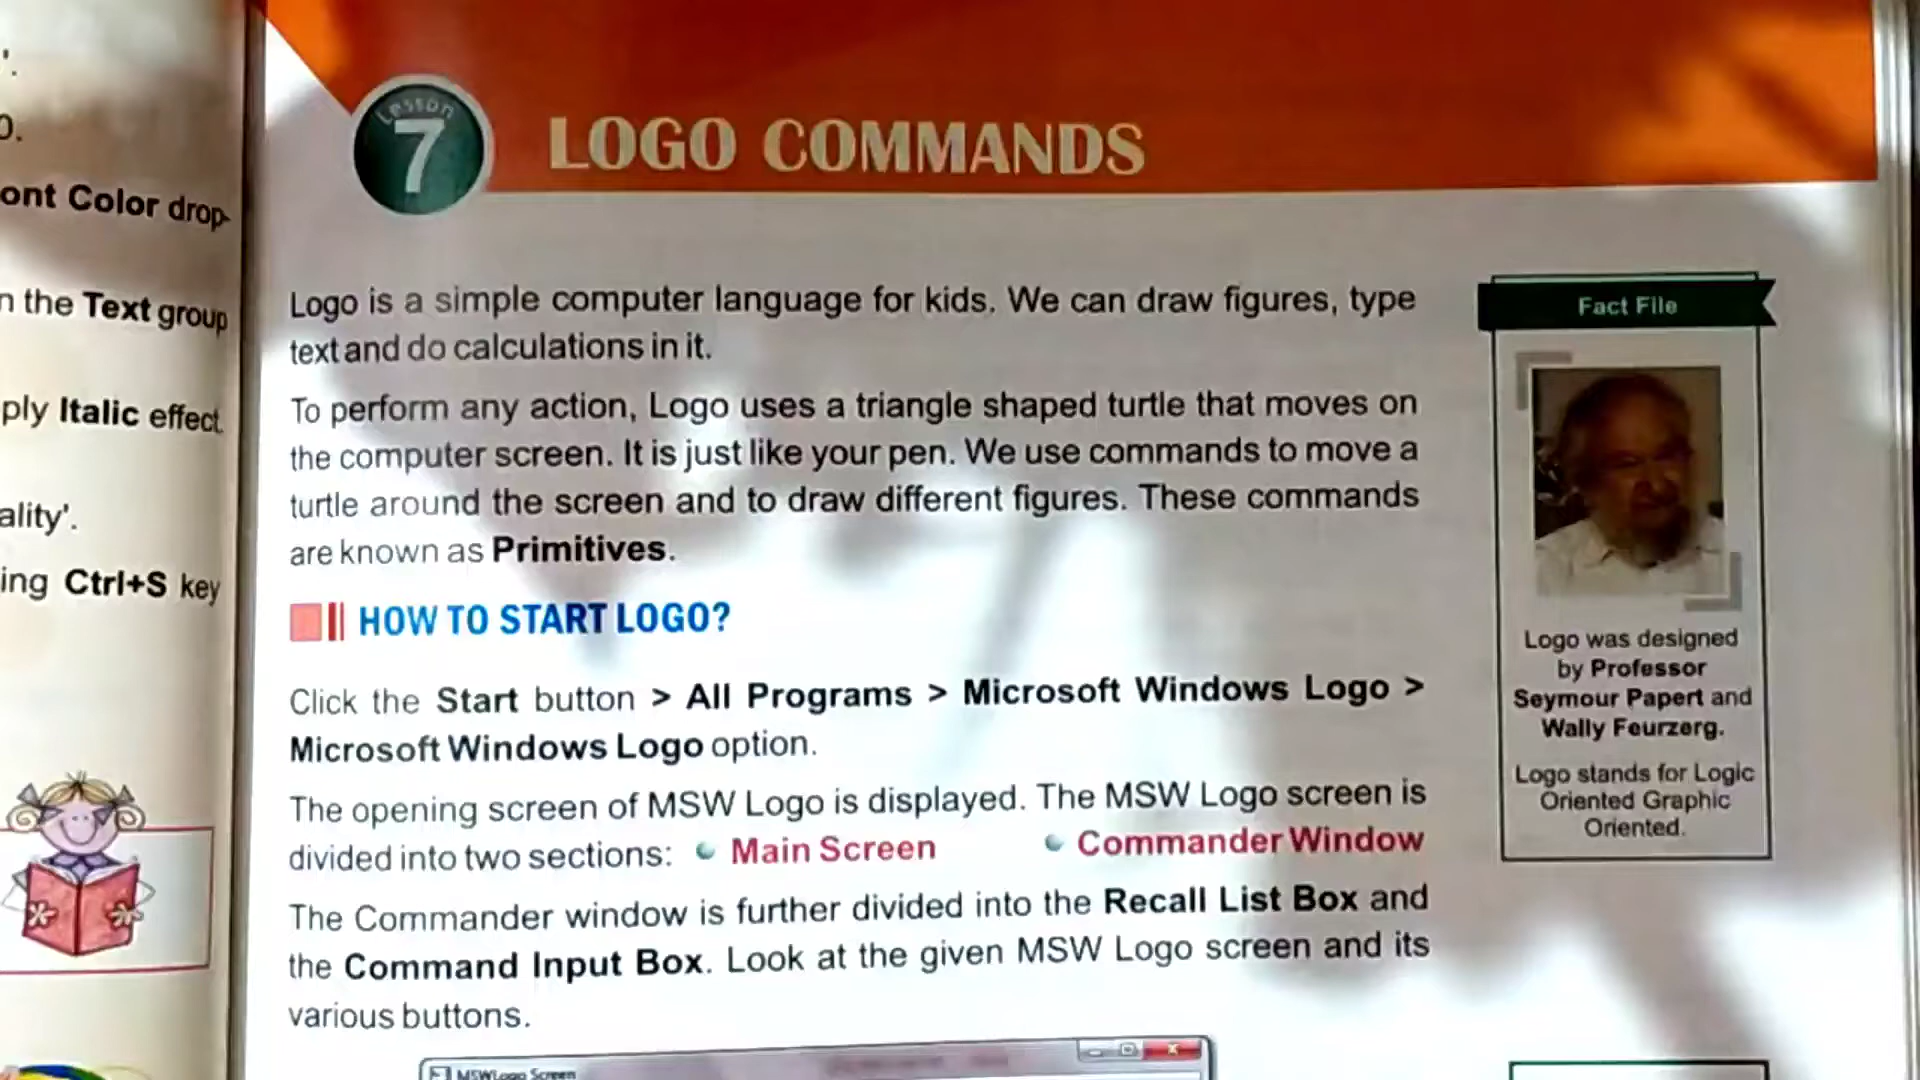 '.
0.
ont Color drop-
n the Text group
ply Italic effect.
ality'.
ing Ctrl+S key
Lesson
7
LOGO COMMANDS
Logo is a simple computer language for kids. We can draw figures, type
text and do calculations in it.
To perform any action, Logo uses a triangle shaped turtle that moves on
the computer screen. It is just like your pen. We use commands to move a
turtle around the screen and to draw different figures. These commands
are known as Primitives.
HOW TO START LOGO?
Click the Start button > All Programs > Microsoft Windows Logo >
Microsoft Windows Logo option.
The opening screen of MSW Logo is displayed. The MSW Logo screen is
divided into two sections: Main Screen Commander Window
The Commander window is further divided into the Recall List Box and
the Command Input Box. Look at the given MSW Logo screen and its
various buttons.
MSWLogo Screen
Fact File
Logo was designed
by Professor
Seymour Papert and
Wally Feurzerg.
Logo stands for Logic
Oriented Graphic
Oriented.